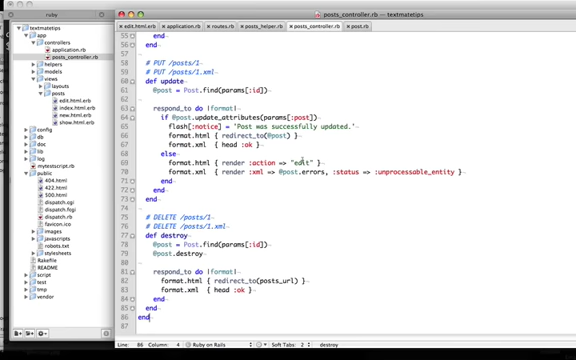 posts_controller.rb
ruby
edit.html.erb
application.rb
routes.rb
posts_helper.rb
posts_controller.rb
post.rb
textmatetips
app
controllers
application.rb
posts_controller.rb
helpers
models
views
layouts
posts
edit.html.erb
index.html.erb
new.html.erb
show.html.erb
config
db
doc
lib
log
mytestscript.rb
public
404.html
422.html
500.html
dispatch.cgi
dispatch.fcgi
dispatch.rb
favicon.ico
images
javascripts
robots.txt
stylesheets
Rakefile
README
script
test
tmp
vendor
55 end
56 end
57
58 # PUT /posts/1
59 # PUT /posts/1.xml
60 def update
61 @post = Post.find(params[:id])
62
63 respond_to do |format|
64 if @post.update_attributes(params[:post])
65 flash[:notice] = 'Post was successfully updated.'
66 format.html { redirect_to(@post) }
67 format.xml { head :ok }
68 else
69 format.html { render :action => "edit" }
70 format.xml { render :xml => @post.errors, :status => :unprocessable_entity }
71 end
72 end
73 end
74
75 # DELETE /posts/1
76 # DELETE /posts/1.xml
77 def destroy
78 @post = Post.find(params[:id])
79 @post.destroy
80
81 respond_to do |format|
82 format.html { redirect_to(posts_url) }
83 format.xml { head :ok }
84 end
85 end
86 end
87
Line: 86 Column: 4 Ruby on Rails Soft Tabs: 2 destroy